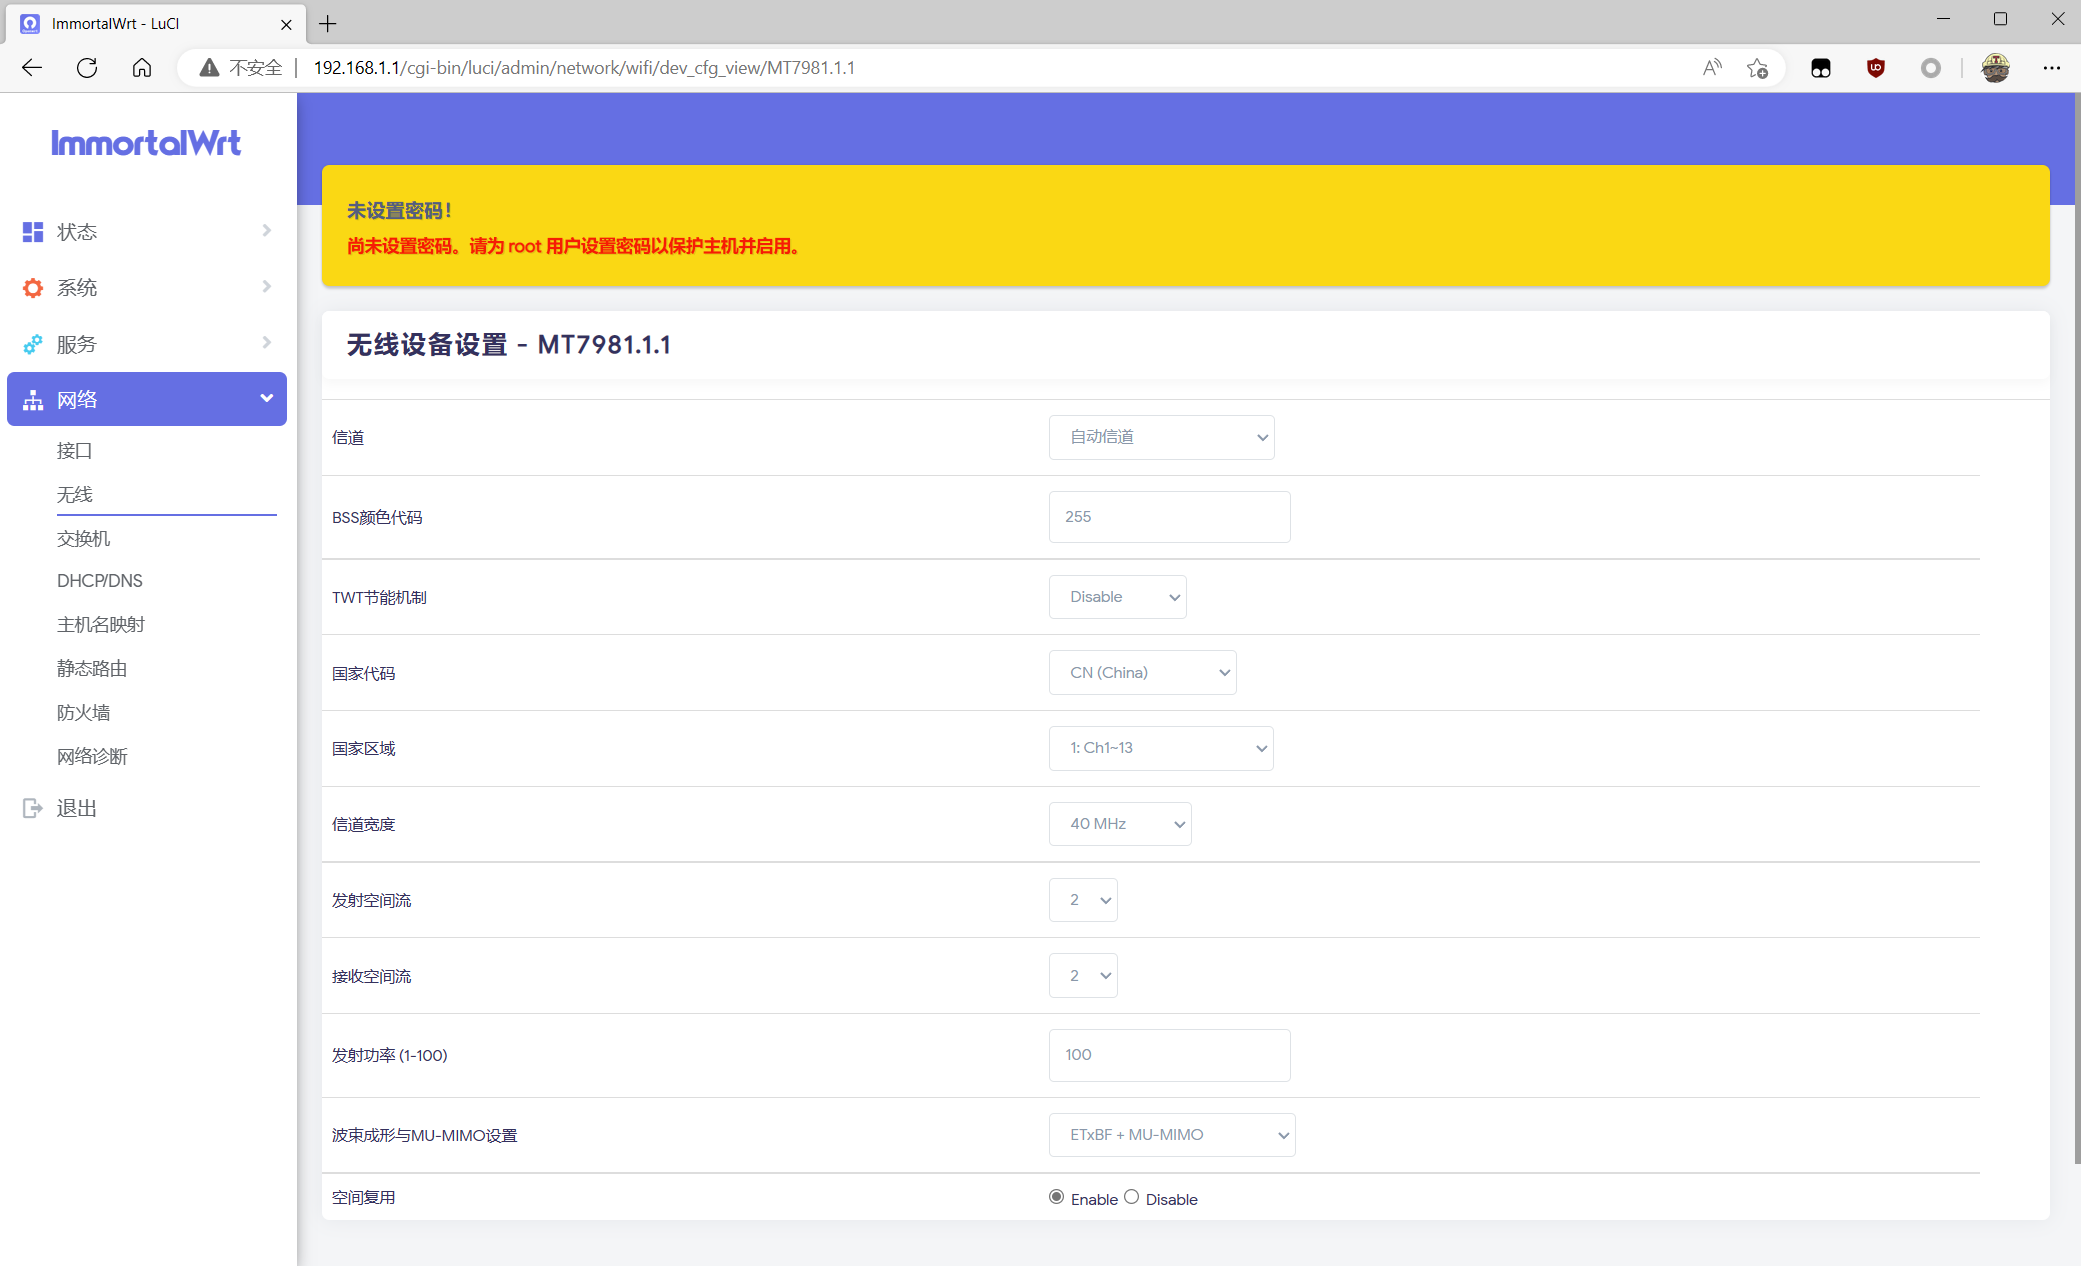 ImmortalWrt - LuCI
不安全
192.168.1.1/cgi-bin/luci/admin/network/wifi/dev_cfg_view/MT7981.1.1
ImmortalWrt
状态
系统
服务
网络
接口
无线
交换机
DHCP/DNS
主机名映射
静态路由
防火墙
网络诊断
退出
未设置密码！
尚未设置密码。请为 root 用户设置密码以保护主机并启用。
无线设备设置 - MT7981.1.1
信道 自动信道
BSS颜色代码 255
TWT节能机制 Disable
国家代码 CN (China)
国家区域 1: Ch1~13
信道宽度 40 MHz
发射空间流 2
接收空间流 2
发射功率 (1-100) 100
波束成形与MU-MIMO设置 ETxBF + MU-MIMO
空间复用 Enable Disable